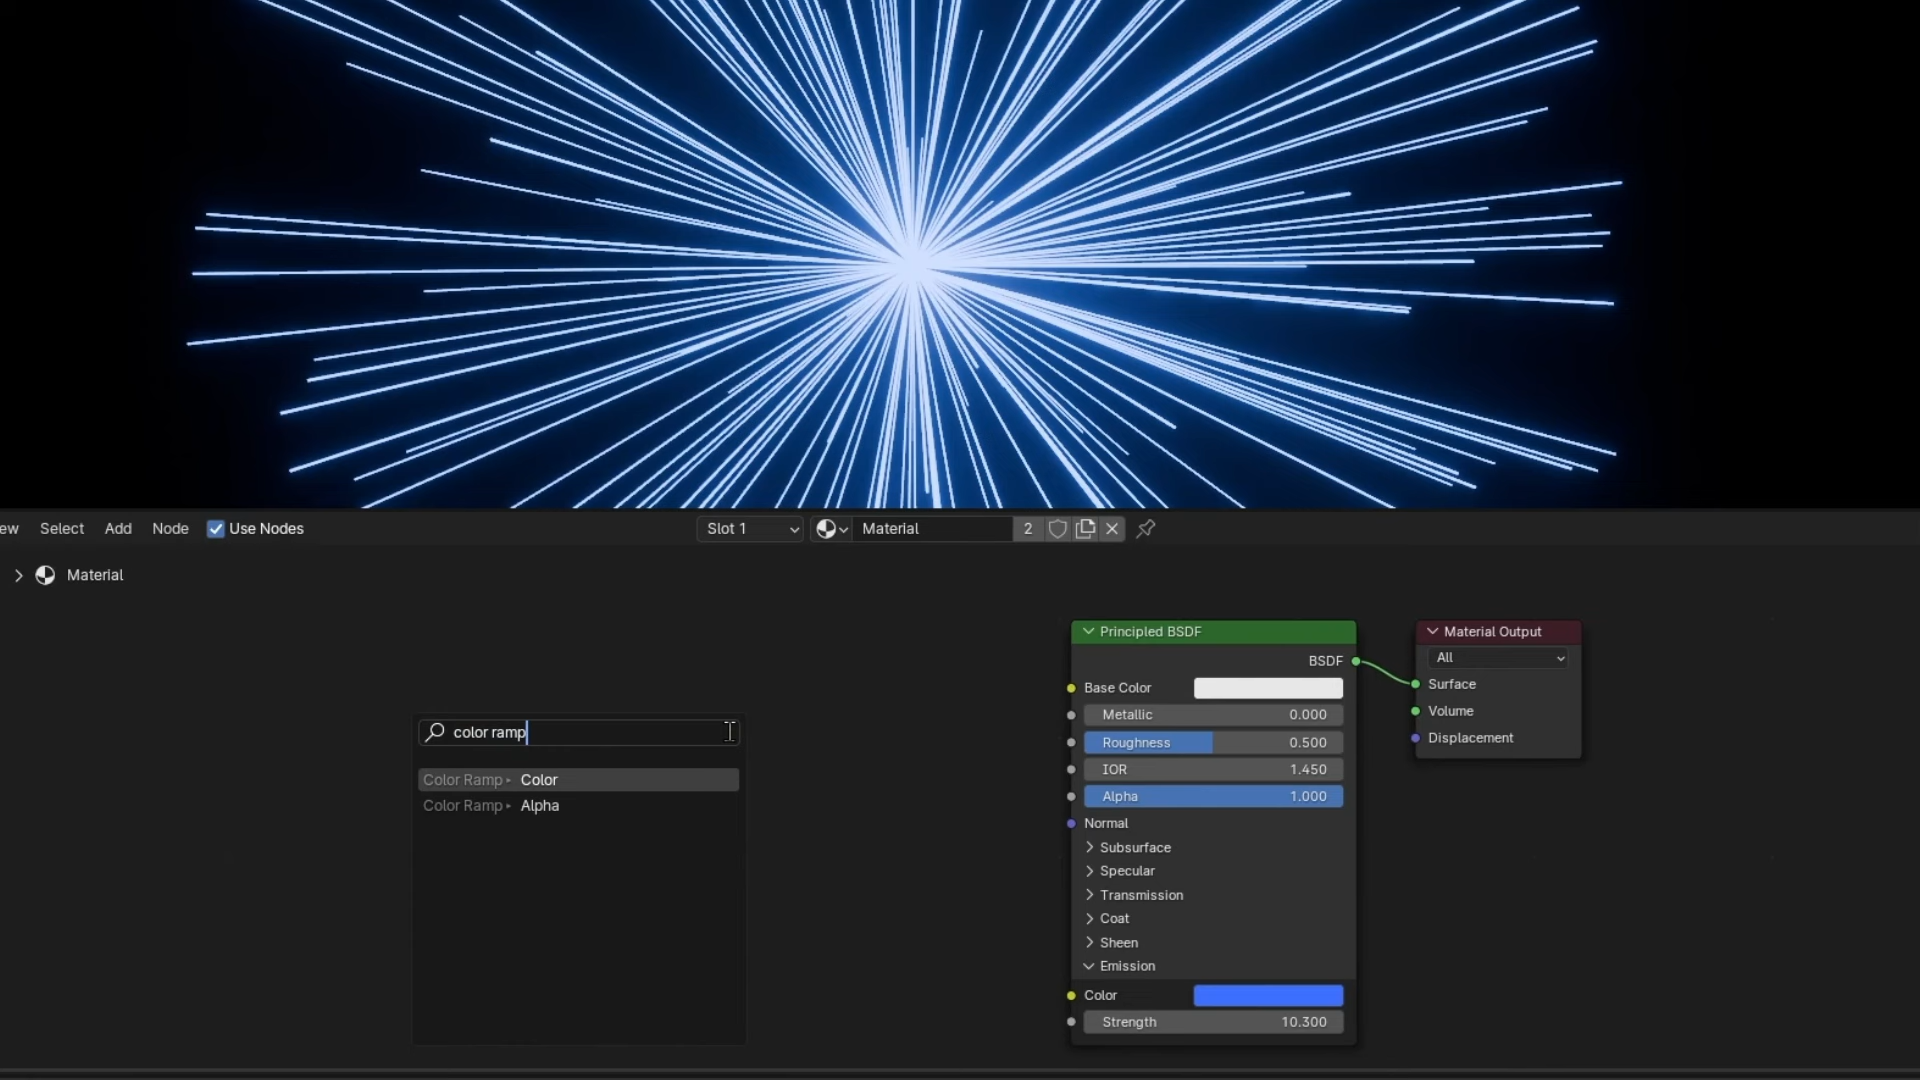 ew Select Add Node Use Nodes Slot 1 Material 2
Material
Principled BSDF
BSDF
Base Color
Metallic 0.000
Roughness 0.500
IOR 1.450
Alpha 1.000
Normal
Subsurface
Specular
Transmission
Coat
Sheen
Emission
Color
Strength 10.300
Material Output
All
Surface
Volume
Displacement
color ramp
Color Ramp ▸ Color
Color Ramp ▸ Alpha